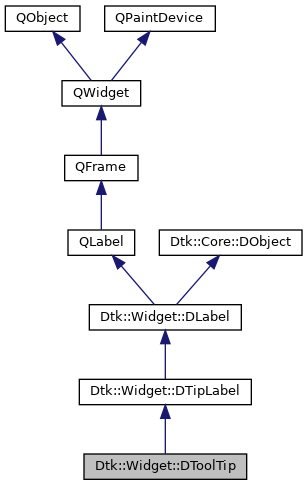 QObject
QPaintDevice
QWidget
QFrame
QLabel
Dtk::Core::DObject
Dtk::Widget::DLabel
Dtk::Widget::DTipLabel
Dtk::Widget::DToolTip